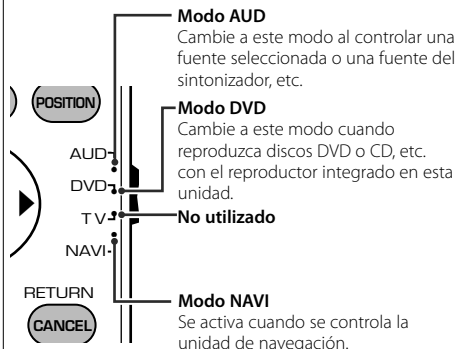 Modo AUD
Cambie a este modo al controlar una
fuente seleccionada o una fuente del
sintonizador, etc.
Modo DVD
Cambie a este modo cuando
reproduzca discos DVD o CD, etc.
con el reproductor integrado en esta
unidad.
No utilizado
Modo NAVI
Se activa cuando se controla la
unidad de navegación.
POSITION
AUD
DVD
TV
NAVI
RETURN
CANCEL